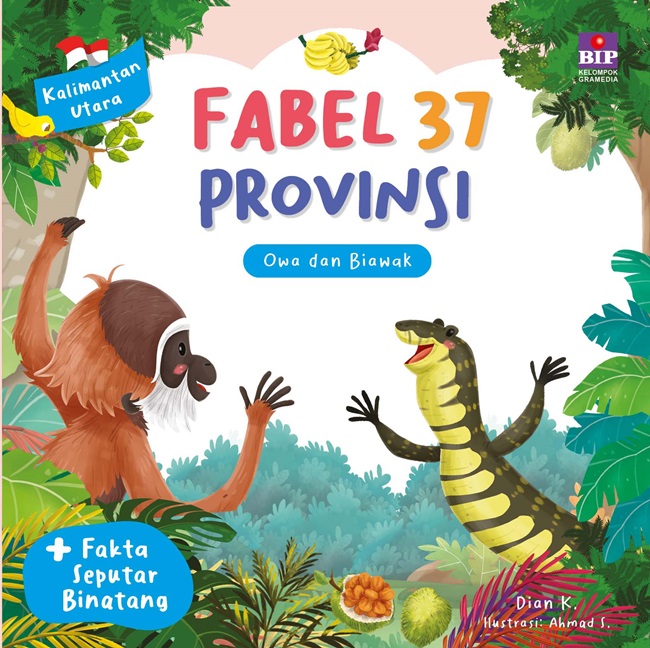 Kalimantan
Utara
BIP
KELOMPOK
GRAMEDIA
FABEL 37
PROVINSI
Owa dan Biawak
+ Fakta
Seputar
Binatang
Dian K.
Ilustrasi: Ahmad S.